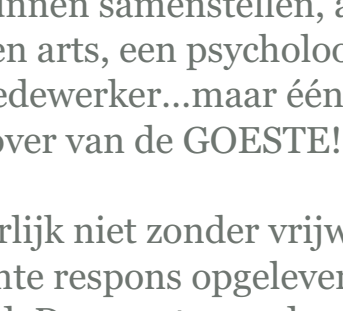 innen samenstellen, a
en arts, een psycholoo
edewerker...maar één
over van de GOESTE!
rlijk niet zonder vrijw
nte respons opgelever